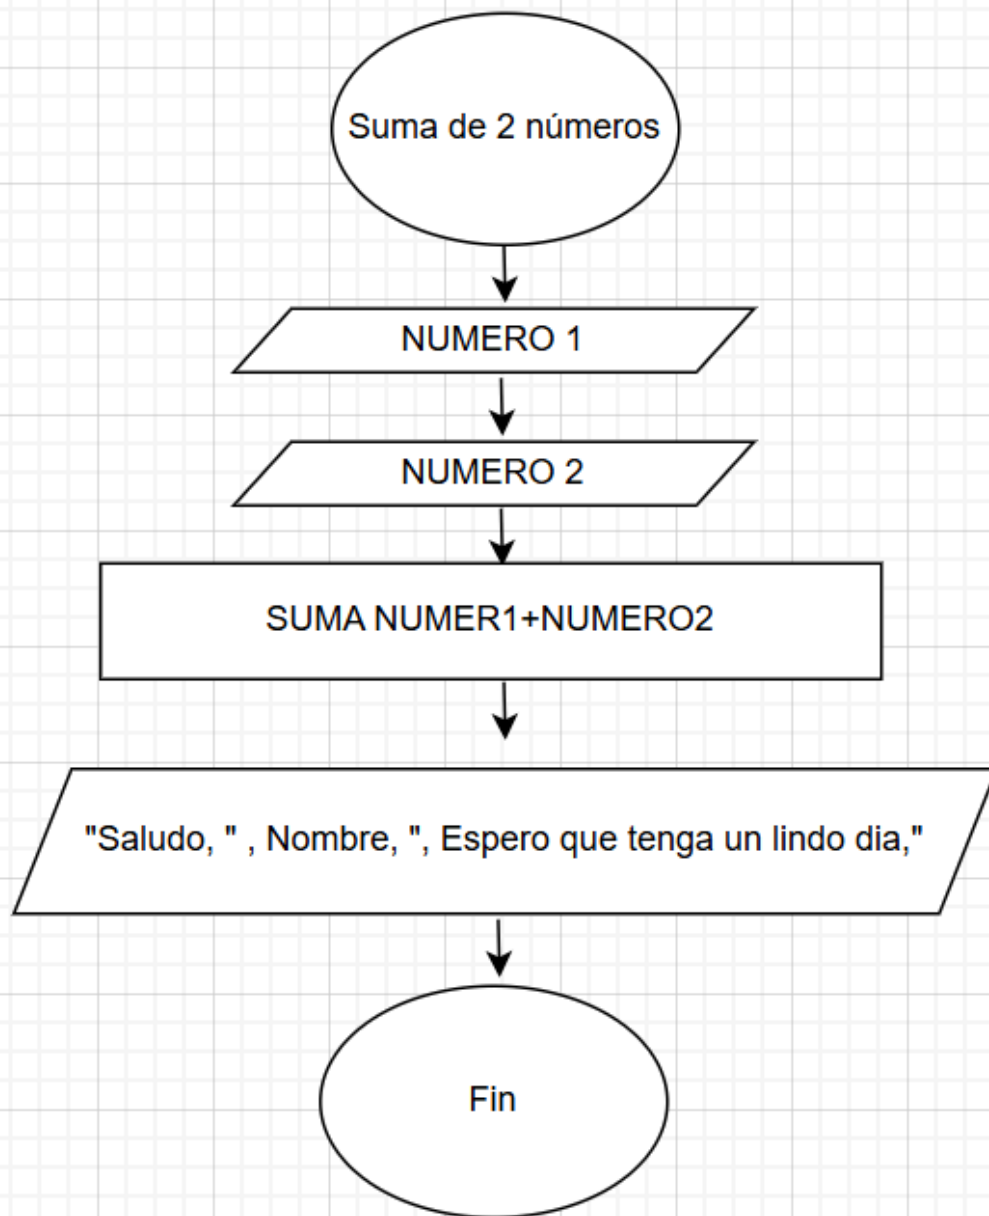 Suma de 2 números
NUMERO 1
NUMERO 2
SUMA NUMER1+NUMERO2
"Saludo, " , Nombre, ", Espero que tenga un lindo dia,"
Fin